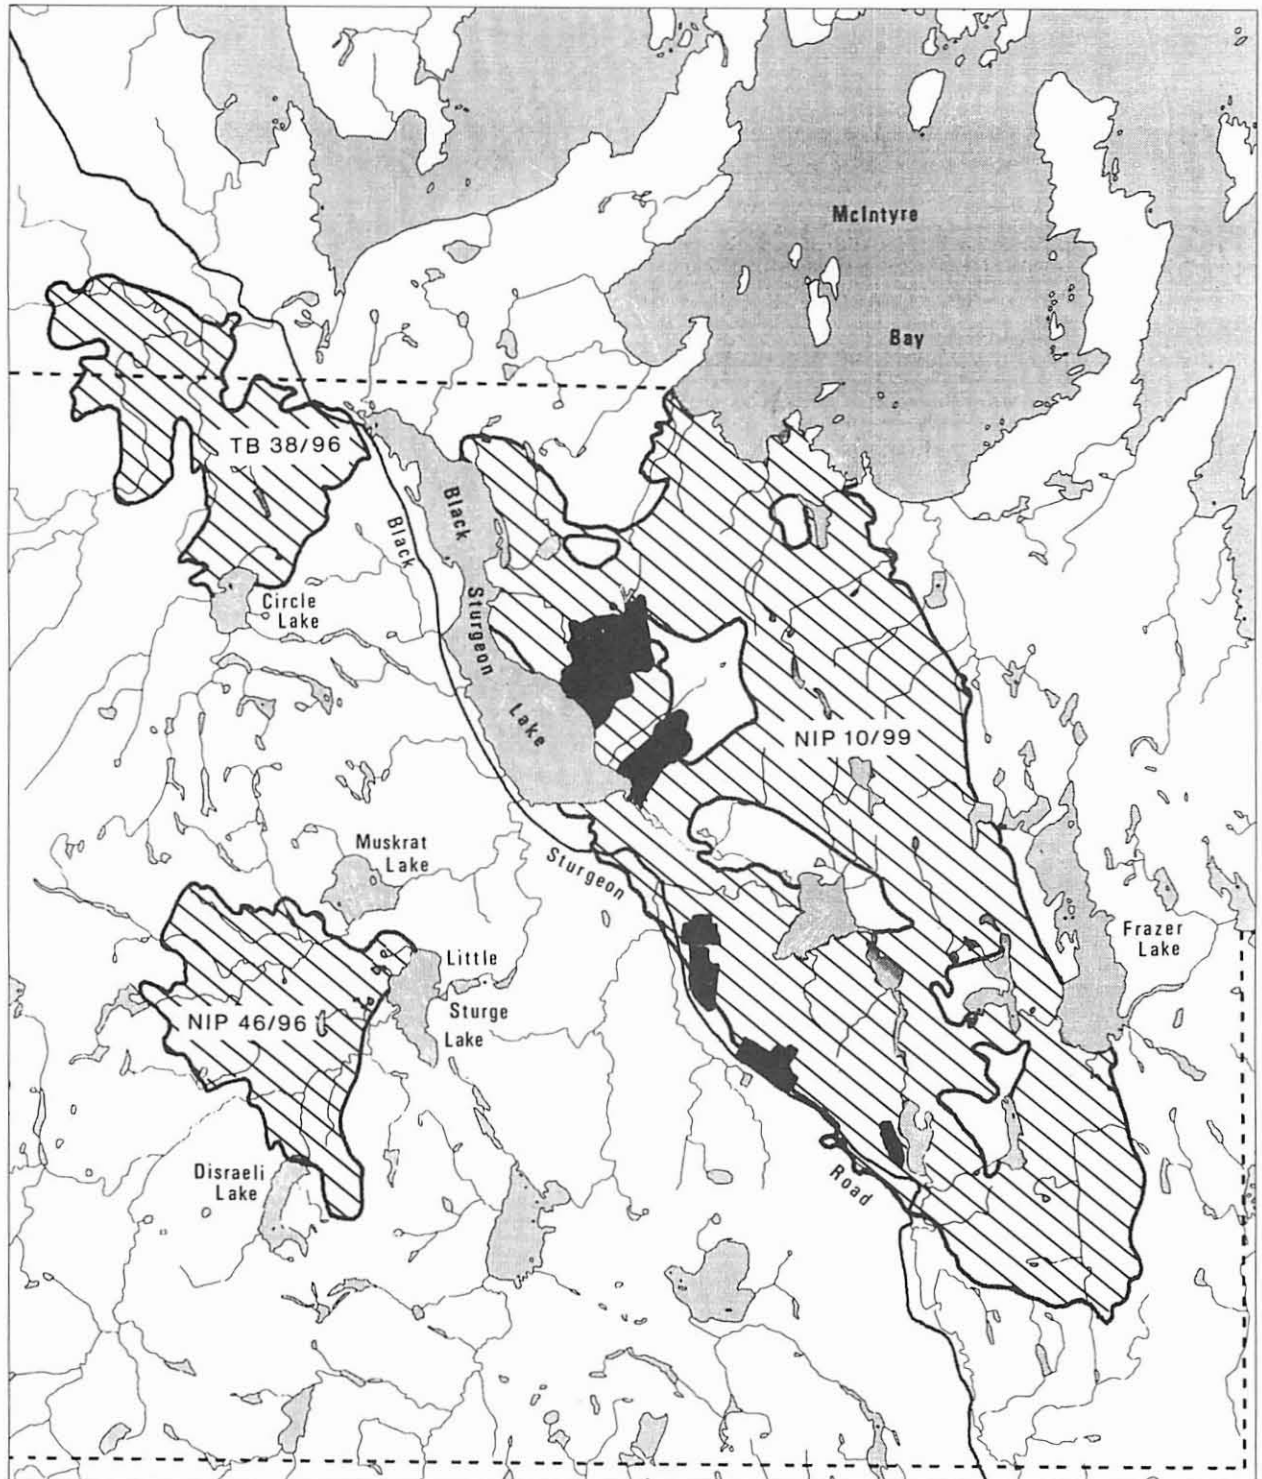 McIntyre
Bay
TB 38/96
Black
Black
Sturgeon
Lake
Circle
Lake
NIP 10/99
Muskrat
Lake
Sturgeon
Frazer
Lake
Little
Sturge
Lake
NIP 46/96
Disraeli
Lake
Road